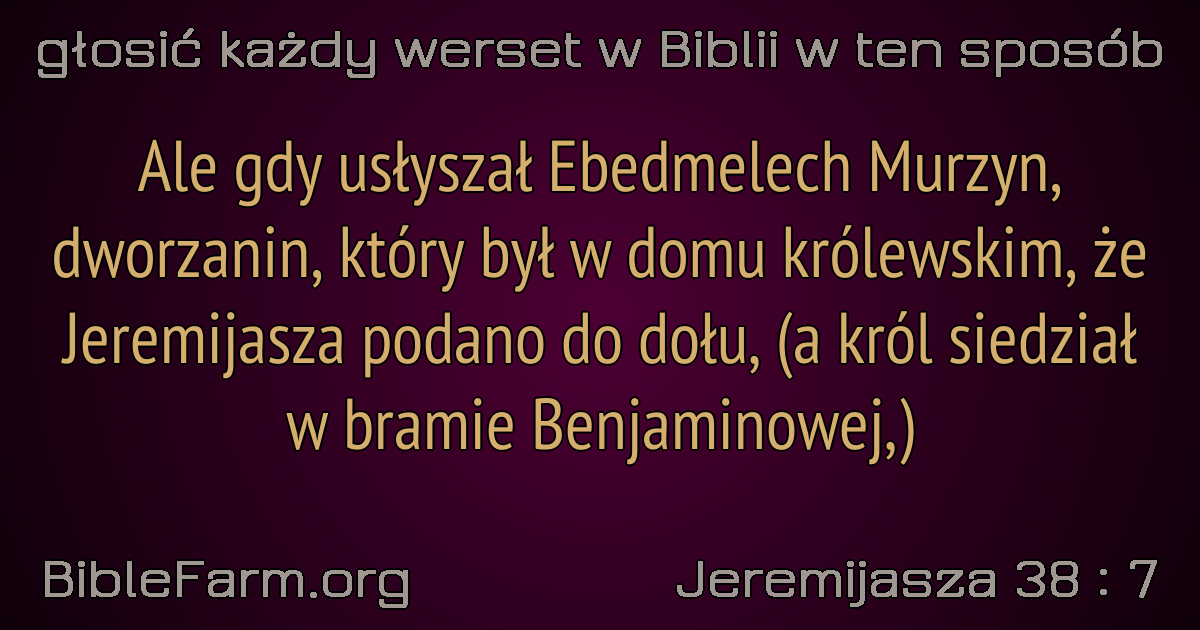 głosić każdy werset w Biblii w ten sposób
Ale gdy usłyszał Ebedmelech Murzyn,
dworzanin, który był w domu królewskim, że
Jeremijasza podano do dołu, (a król siedział
w bramie Benjaminowej,)
BibleFarm.org
Jeremijasza 38 : 7